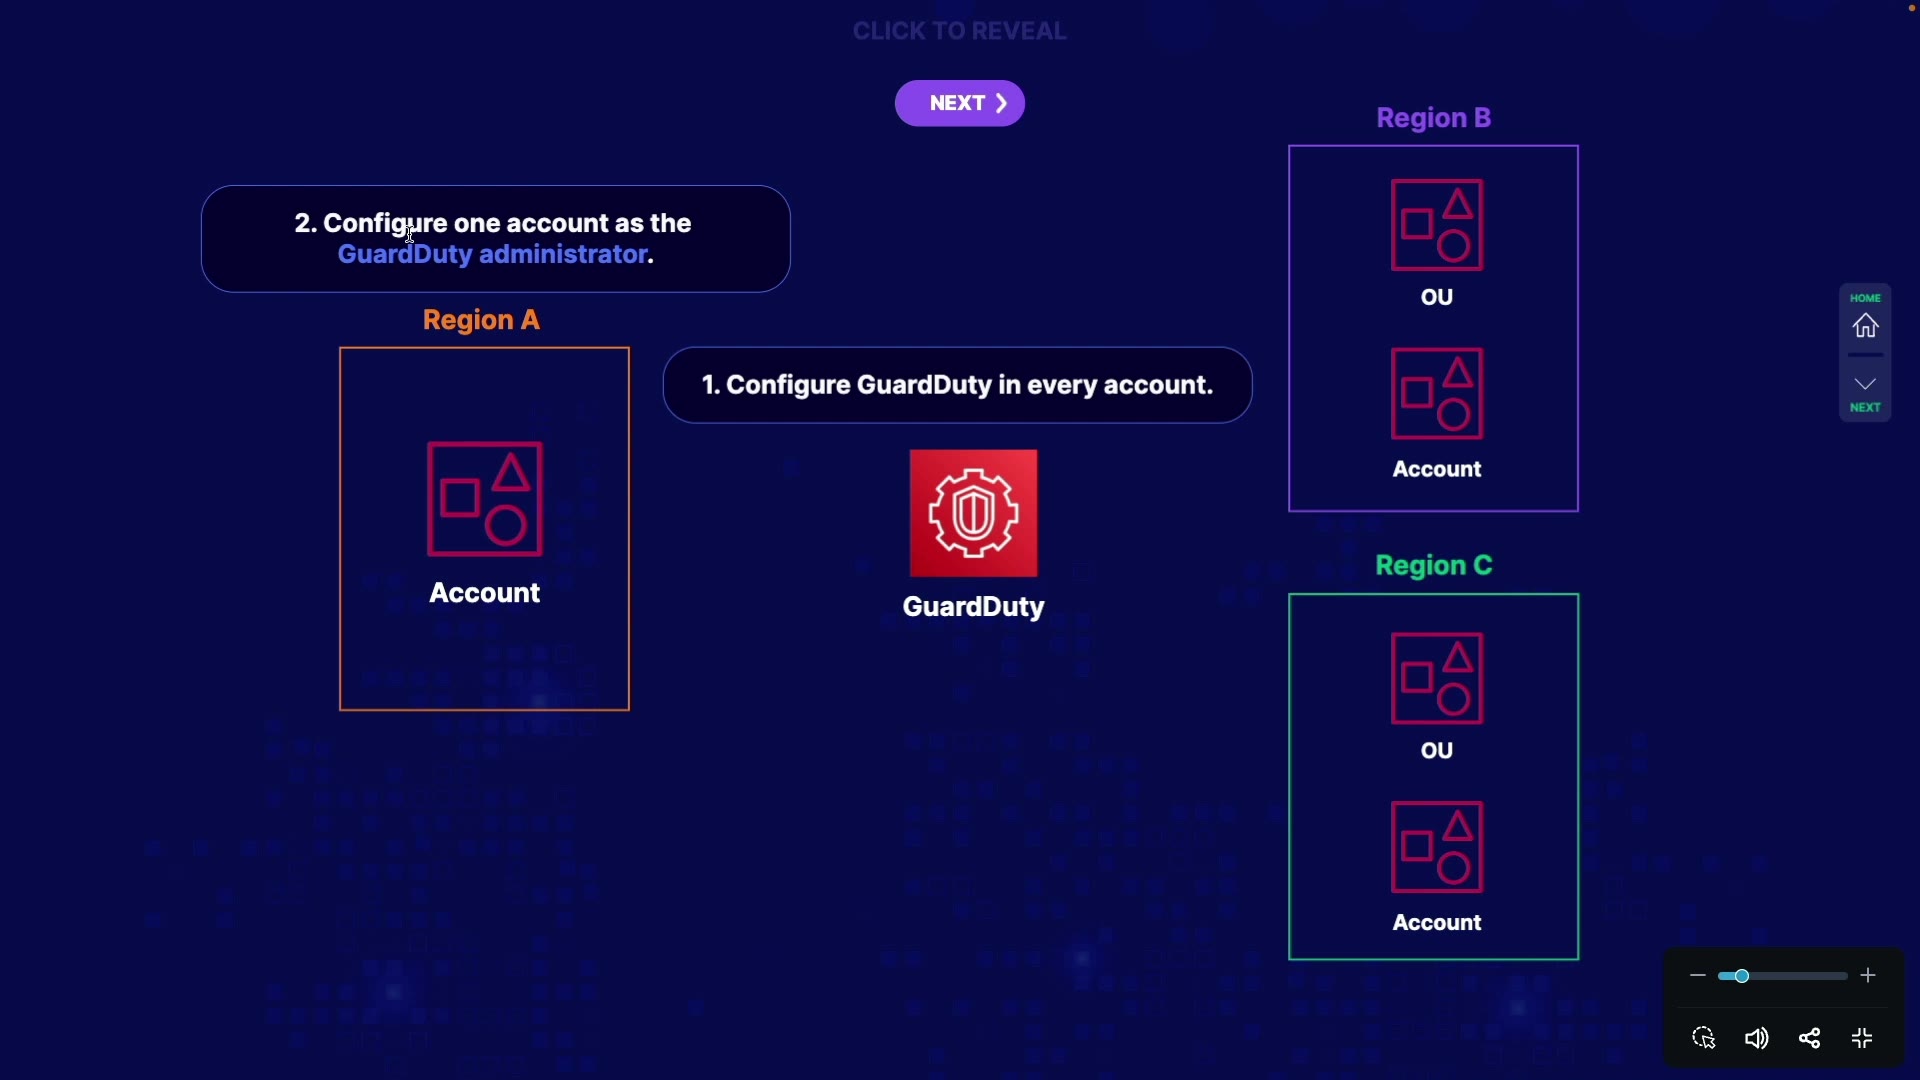 CLICK TO REVEAL
NEXT
2. Configure one account as the
GuardDuty administrator.
Region A
Account
1. Configure GuardDuty in every account.
GuardDuty
Region B
OU
Account
Region C
OU
Account
HOME
NEXT